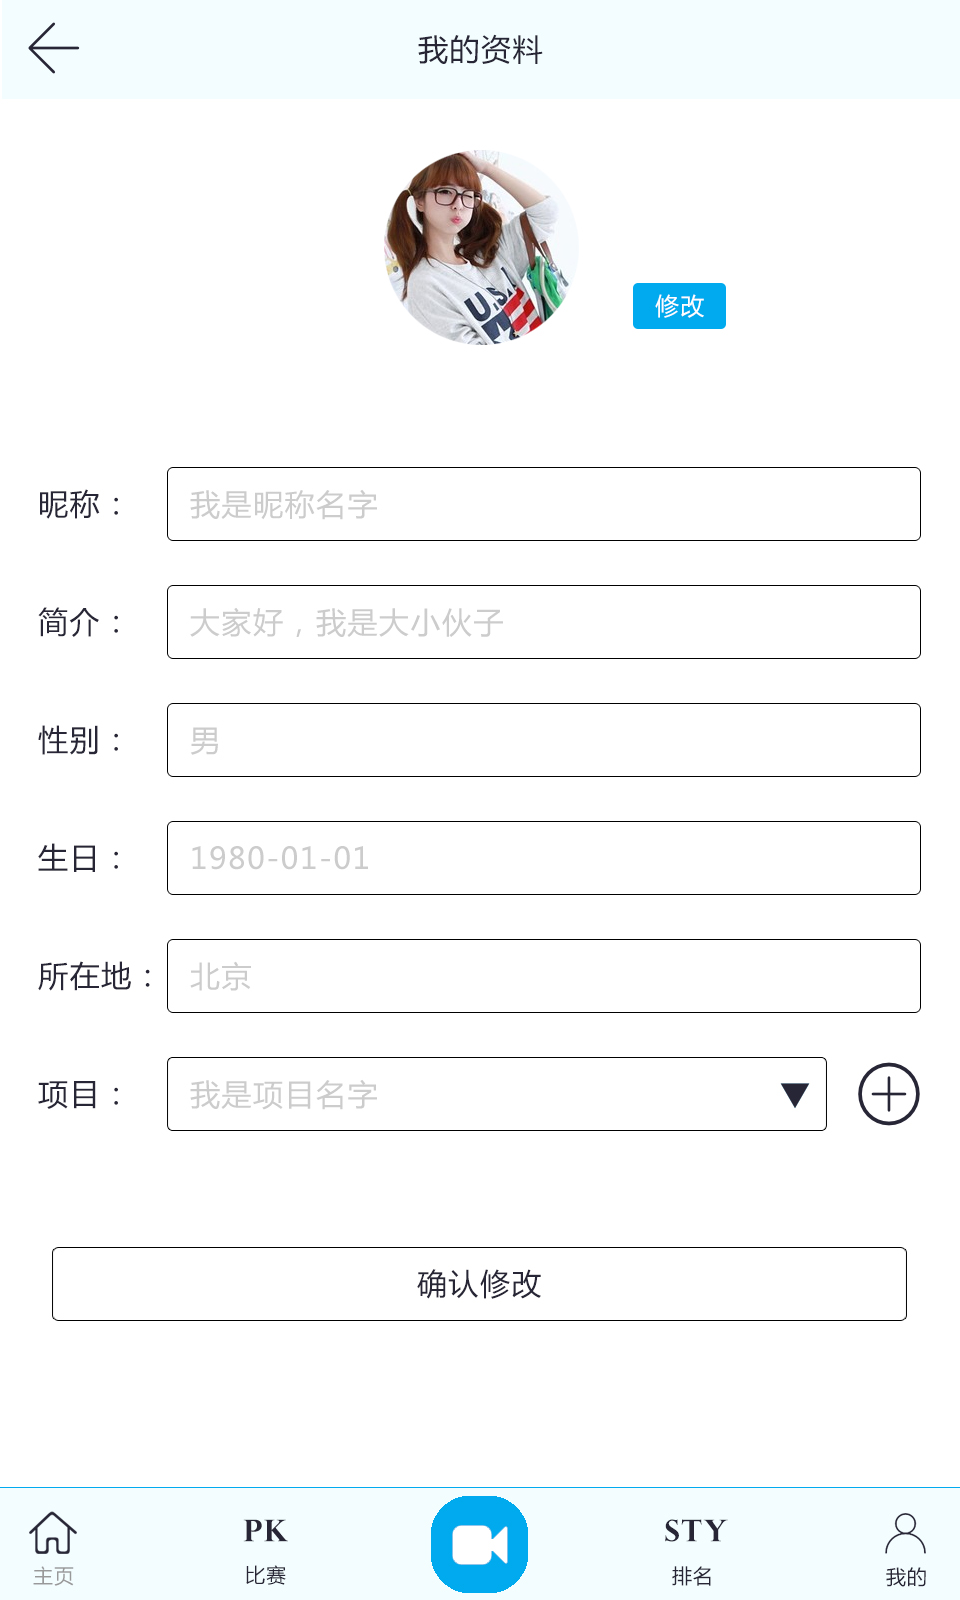 我的资料
U.S.
修改
昵称：
我是昵称名字
简介：
大家好，我是大小伙子
性别：
男
生日：
1980-01-01
所在地：
北京
项目：
我是项目名字
确认修改
主页
PK
比赛
STY
排名
我的